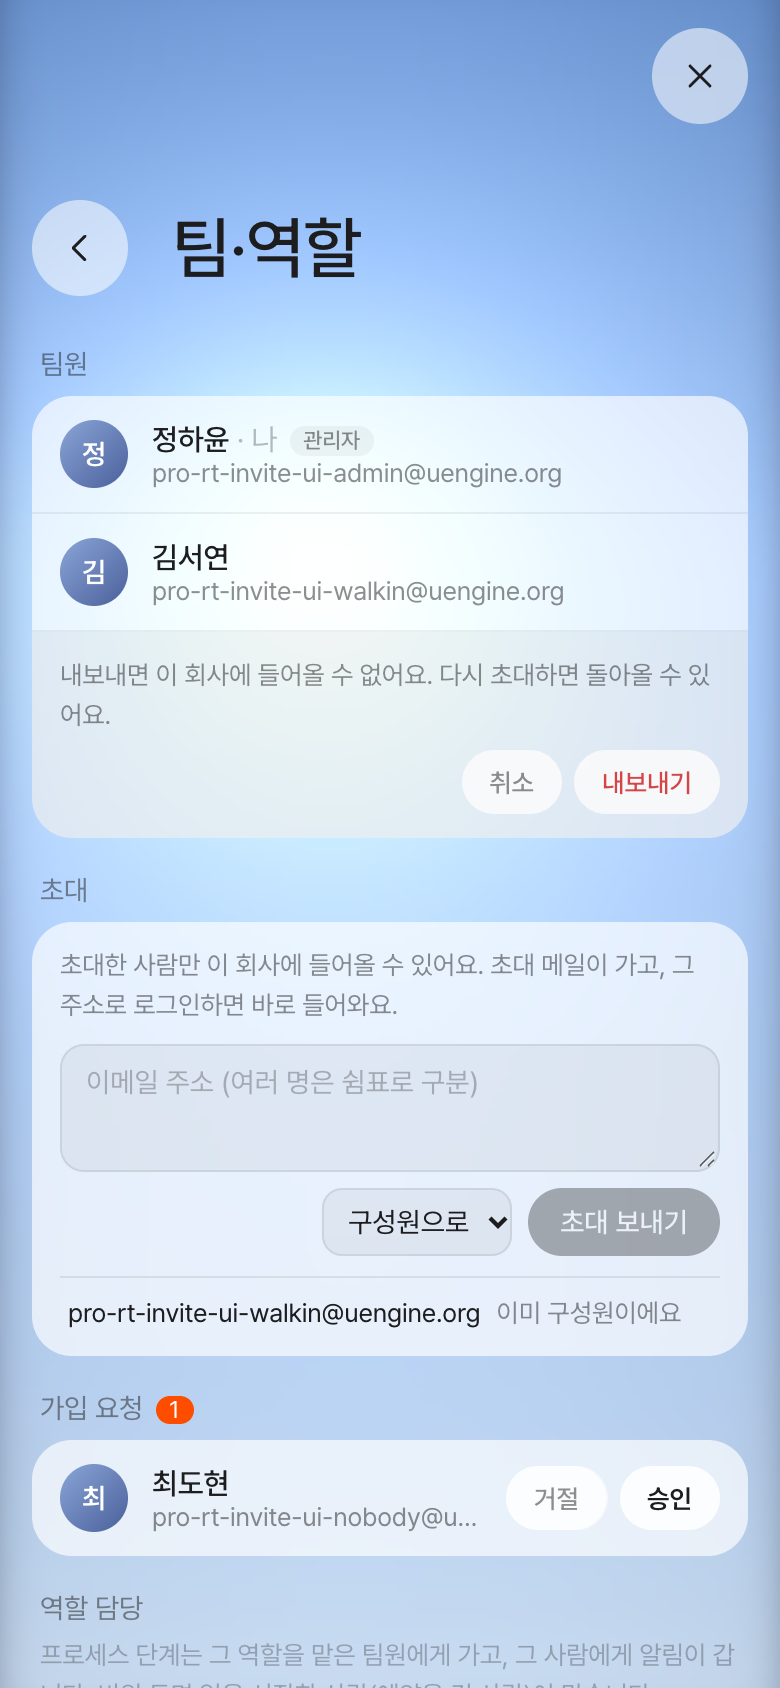 팀·역할
팀원
정
정하윤 · 나 관리자
pro-rt-invite-ui-admin@uengine.org
김
김서연
pro-rt-invite-ui-walkin@uengine.org
내보내면 이 회사에 들어올 수 없어요. 다시 초대하면 돌아올 수 있
어요.
취소 내보내기
초대
초대한 사람만 이 회사에 들어올 수 있어요. 초대 메일이 가고, 그
주소로 로그인하면 바로 들어와요.
이메일 주소 (여러 명은 쉼표로 구분)
구성원으로 초대 보내기
pro-rt-invite-ui-walkin@uengine.org 이미 구성원이에요
가입 요청 1
최
최도현
pro-rt-invite-ui-nobody@u...
거절 승인
역할 담당
프로세스 단계는 그 역할을 맡은 팀원에게 가고, 그 사람에게 알림이 갑